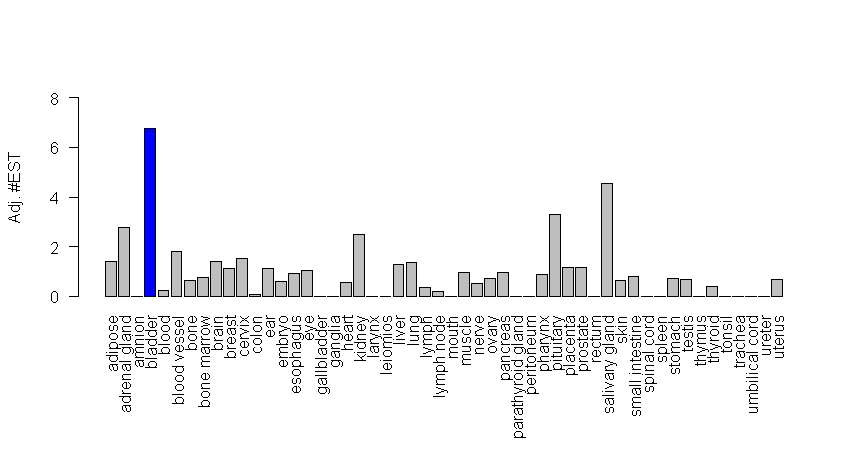 Adj. #EST
8
6
4
2
0
adipose
adrenal gland
amnion
bladder
blood
blood vessel
bone
bone marrow
brain
breast
cervix
colon
ear
embryo
esophagus
eye
gallbladder
ganglia
heart
kidney
larynx
leiomios
liver
lung
lymph
lymph node
mouth
muscle
nerve
ovary
pancreas
parathyroid gland
peritoneum
pharynx
pituitary
placenta
prostate
rectum
salivary gland
skin
small intestine
spinal cord
spleen
stomach
testis
thymus
thyroid
tonsil
trachea
umbilical cord
ureter
uterus